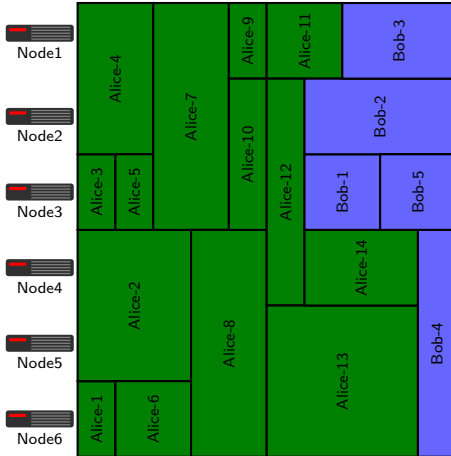 Node1
Alice-4
Alice-7
Alice-9
Alice-11
Bob-3
Node2
Alice-10
Alice-12
Bob-2
Node3
Alice-3
Alice-5
Bob-1
Bob-5
Node4
Alice-2
Alice-8
Alice-14
Bob-4
Node5
Alice-13
Node6
Alice-1
Alice-6